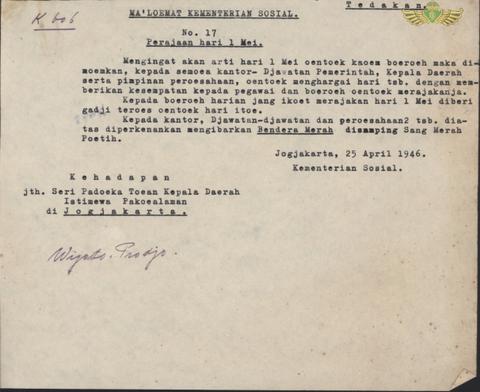 K 606
Tedakan.
MA'LOEMAT KEMENTERIAN SOSIAL.
No. 17
Perajaan hari 1 Mei.
Mengingat akan arti hari 1 Mei oentoek kaoem boeroeh maka di-
moemkan, kepada semoea kantor- Djawatan Pemerintah, Kepala Daerah
serta pimpinan peroesahaan, oentoek menghargai hari tsb. dengan mem-
berikan kesempatan kepada pegawai dan boeroeh oentoek merajakanja.
Kepada boeroeh harian jang ikoet merajakan hari 1 Mei diberi
gadji teroes oentoek hari itoe.
Kepada kantor, Djawatan-djawatan dan peroesahaan2 tsb. dia-
tas diperkenankan mengibarkan Bendera Merah disamping Sang Merah
Poetih.
Jogjakarta, 25 April 1946.
Kementerian Sosial.
Kehadapan
jth. Seri Padoeka Toean Kepala Daerah
Istimewa Pakoealaman
di Jogjakarta.